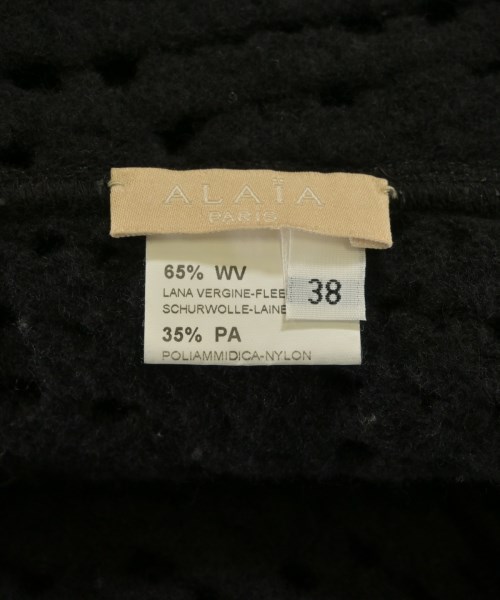 ALAÏA
PARIS
65% WV
LANA VERGINE-FLEE
SCHURWOLLE-LAINE
35% PA
POLIAMMIDICA-NYLON
38